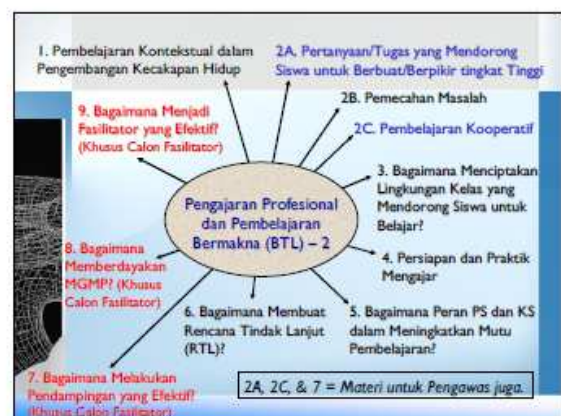 1. Pembelajaran Kontekstual dalam
Pengembangan Kecakapan Hidup
2A. Pertanyaan/Tugas yang Mendorong
Siswa untuk Berbuat/Berpikir tingkat Tinggi
2B. Pemecahan Masalah
2C. Pembelajaran Kooperatif
3. Bagaimana Menciptakan
Lingkungan Kelas yang
Mendorong Siswa untuk
Belajar?
4. Persiapan dan Praktik
Mengajar
5. Bagaimana Peran PS dan KS
dalam Meningkatkan Mutu
Pembelajaran?
6. Bagaimana Membuat
Rencana Tindak Lanjut
(RTL)?
7. Bagaimana Melakukan
Pendampingan yang Efektif?
(Khusus Calon Fasilitator)
8. Bagaimana
Memberdayakan
MGMP? (Khusus
Calon Fasilitator)
9. Bagaimana Menjadi
Fasilitator yang Efektif?
(Khusus Calon Fasilitator)
Pengajaran Profesional
dan Pembelajaran
Bermakna (BTL) – 2
2A, 2C, & 7 = Materi untuk Pengawas juga.